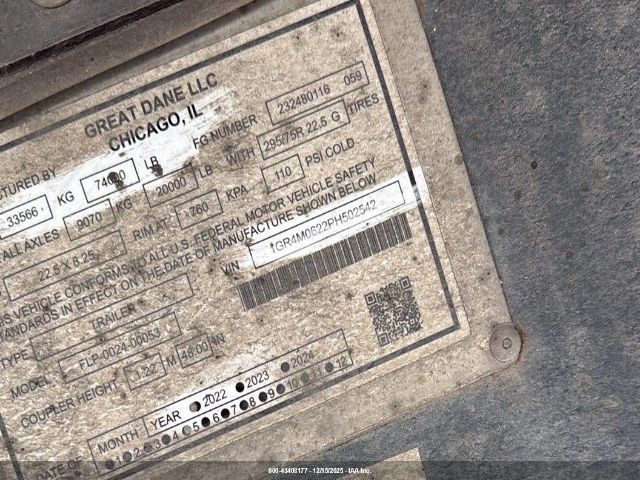 GREAT DANE LLC
CHICAGO, IL
FG NUMBER 232480116 059
33566 KG LB
ALL AXLES 9070 KG 20000 LB WITH 295/75R 22.5 G TIRES
22.5 X 8.25 RIM AT 760 KPA 110 PSI COLD
VEHICLE CONFORMS TO ALL U.S. FEDERAL MOTOR VEHICLE SAFETY
STANDARDS IN EFFECT ON THE DATE OF MANUFACTURE SHOWN BELOW
TYPE TRAILER VIN 1GR4M0622PH502542
MODEL FLP-0024-00053
COUPLER HEIGHT 1.22 M 48.00 IN
YEAR 2022 2023 2024
DATE OF MONTH 1 2 3 4 5 6 7 8 9 10 11 12
000-43408177 - 12/15/2025 - IAA Inc.